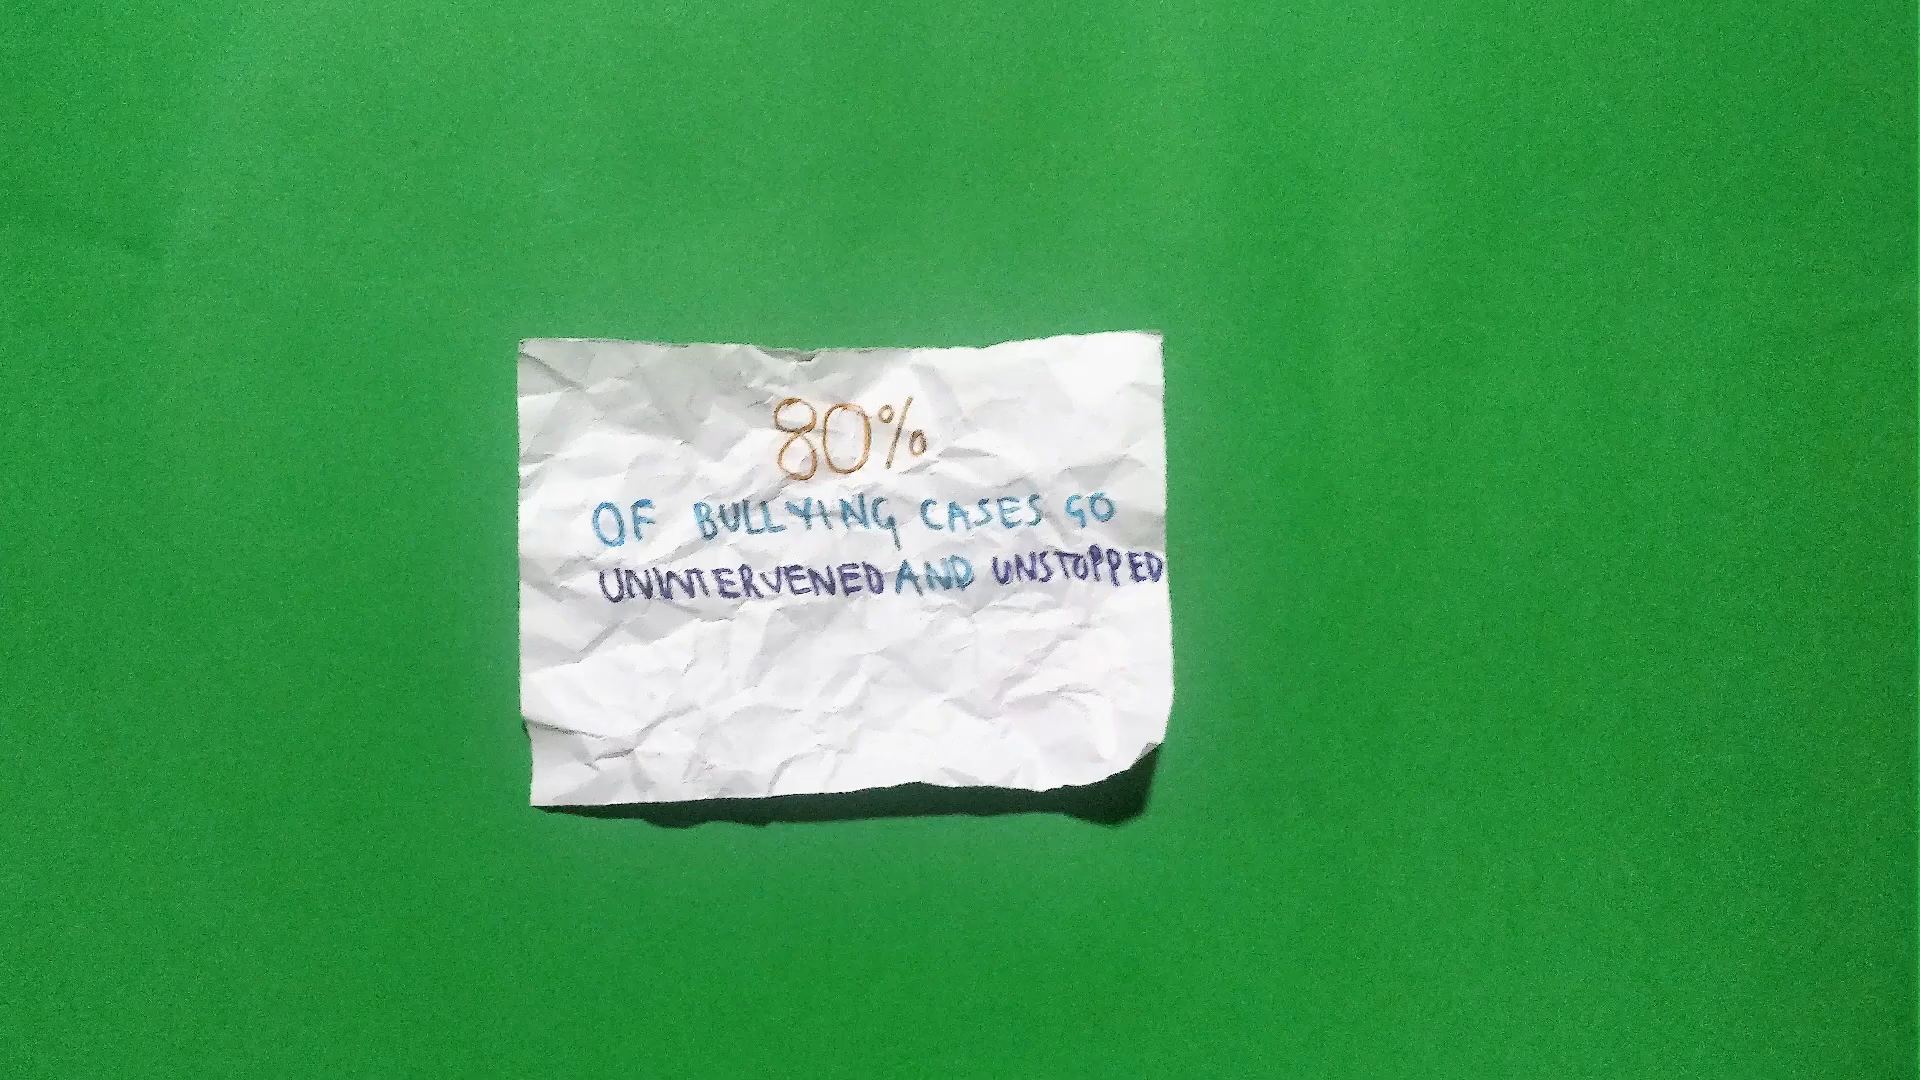 80%
OF BULLYING CASES GO
UNINTERVENED AND UNSTOPPED